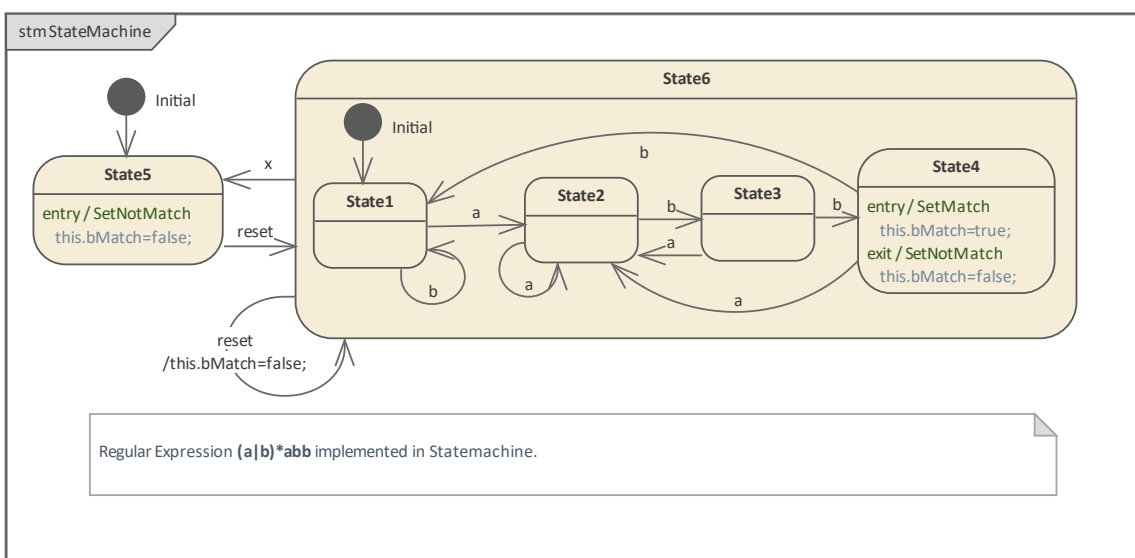 stm StateMachine
Initial
State5
entry / SetNotMatch
this.bMatch=false;
x
reset
State6
Initial
State1
a
b
State2
b
a
a
State3
b
b
a
State4
entry / SetMatch
this.bMatch=true;
exit / SetNotMatch
this.bMatch=false;
reset
/this.bMatch=false;
Regular Expression (a|b)*abb implemented in Statemachine.